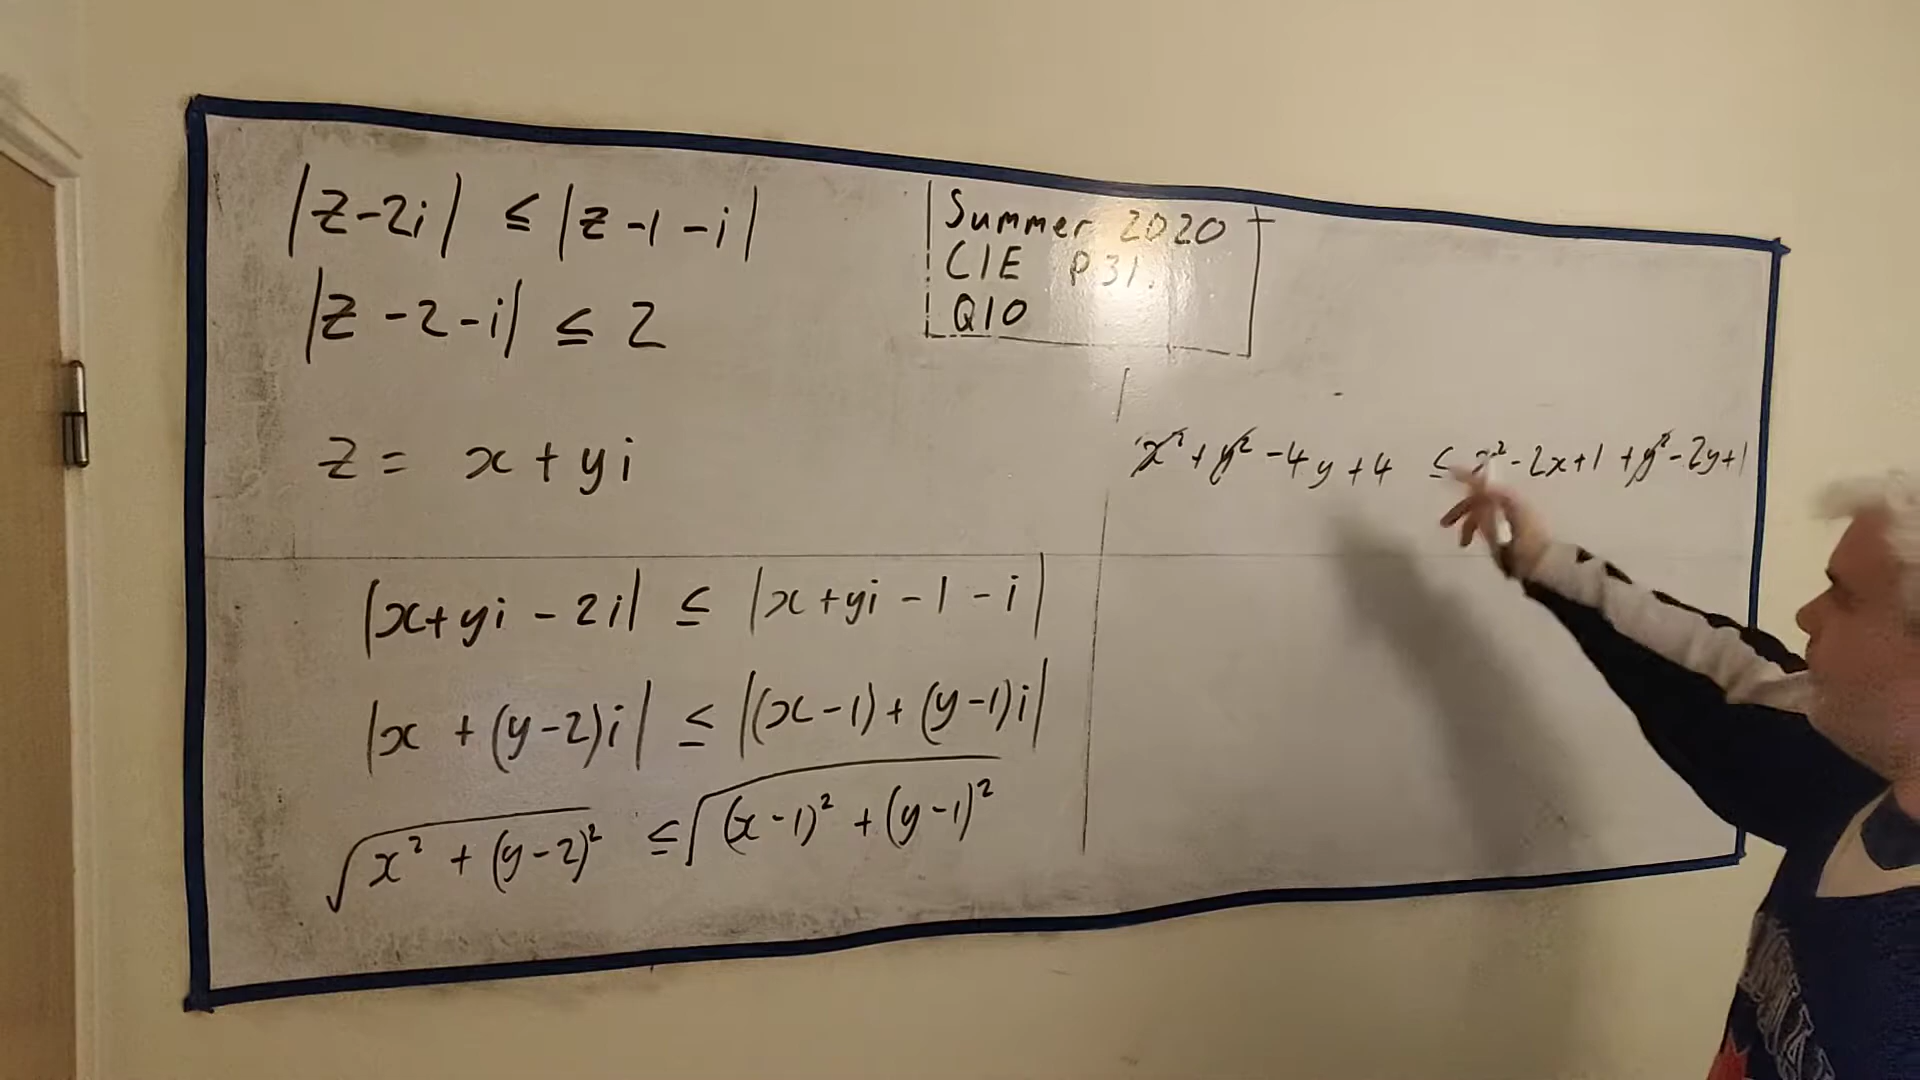 |z-2i| ≤ |z-1-i|
|z-2-i| ≤ 2
Summer 2020
CIE P31.
Q10
z = x+yi
|x+yi-2i| ≤ |x+yi-1-i|
|x+(y-2)i| ≤ |(x-1)+(y-1)i|
√(x²+(y-2)²) ≤ √((x-1)²+(y-1)²)
x²+y²-4y+4 ≤ x²-2x+1+y²-2y+1